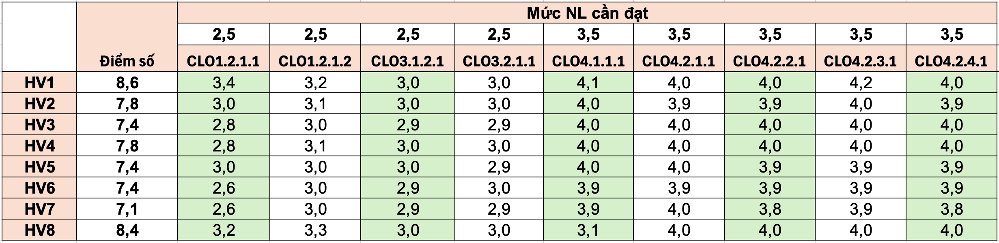 Mức NL cần đạt
2,5 2,5 2,5 2,5 3,5 3,5 3,5 3,5 3,5
Điểm số CLO1.2.1.1 CLO1.2.1.2 CLO3.1.2.1 CLO3.2.1.1 CLO4.1.1.1 CLO4.2.1.1 CLO4.2.2.1 CLO4.2.3.1 CLO4.2.4.1
HV1 8,6 3,4 3,2 3,0 3,0 4,1 4,0 4,0 4,2 4,0
HV2 7,8 3,0 3,1 3,0 3,0 4,0 3,9 3,9 4,0 3,9
HV3 7,4 2,8 3,0 2,9 2,9 4,0 4,0 4,0 4,0 4,0
HV4 7,8 2,8 3,1 3,0 3,0 4,0 4,0 4,0 4,0 4,0
HV5 7,4 3,0 3,0 3,0 2,9 4,0 4,0 3,9 3,9 3,9
HV6 7,4 2,6 3,0 2,9 3,0 3,9 3,9 3,9 3,9 3,9
HV7 7,1 2,6 3,0 2,9 2,9 3,9 4,0 3,8 3,9 3,8
HV8 8,4 3,2 3,3 3,0 3,0 3,1 4,0 4,0 4,0 4,0